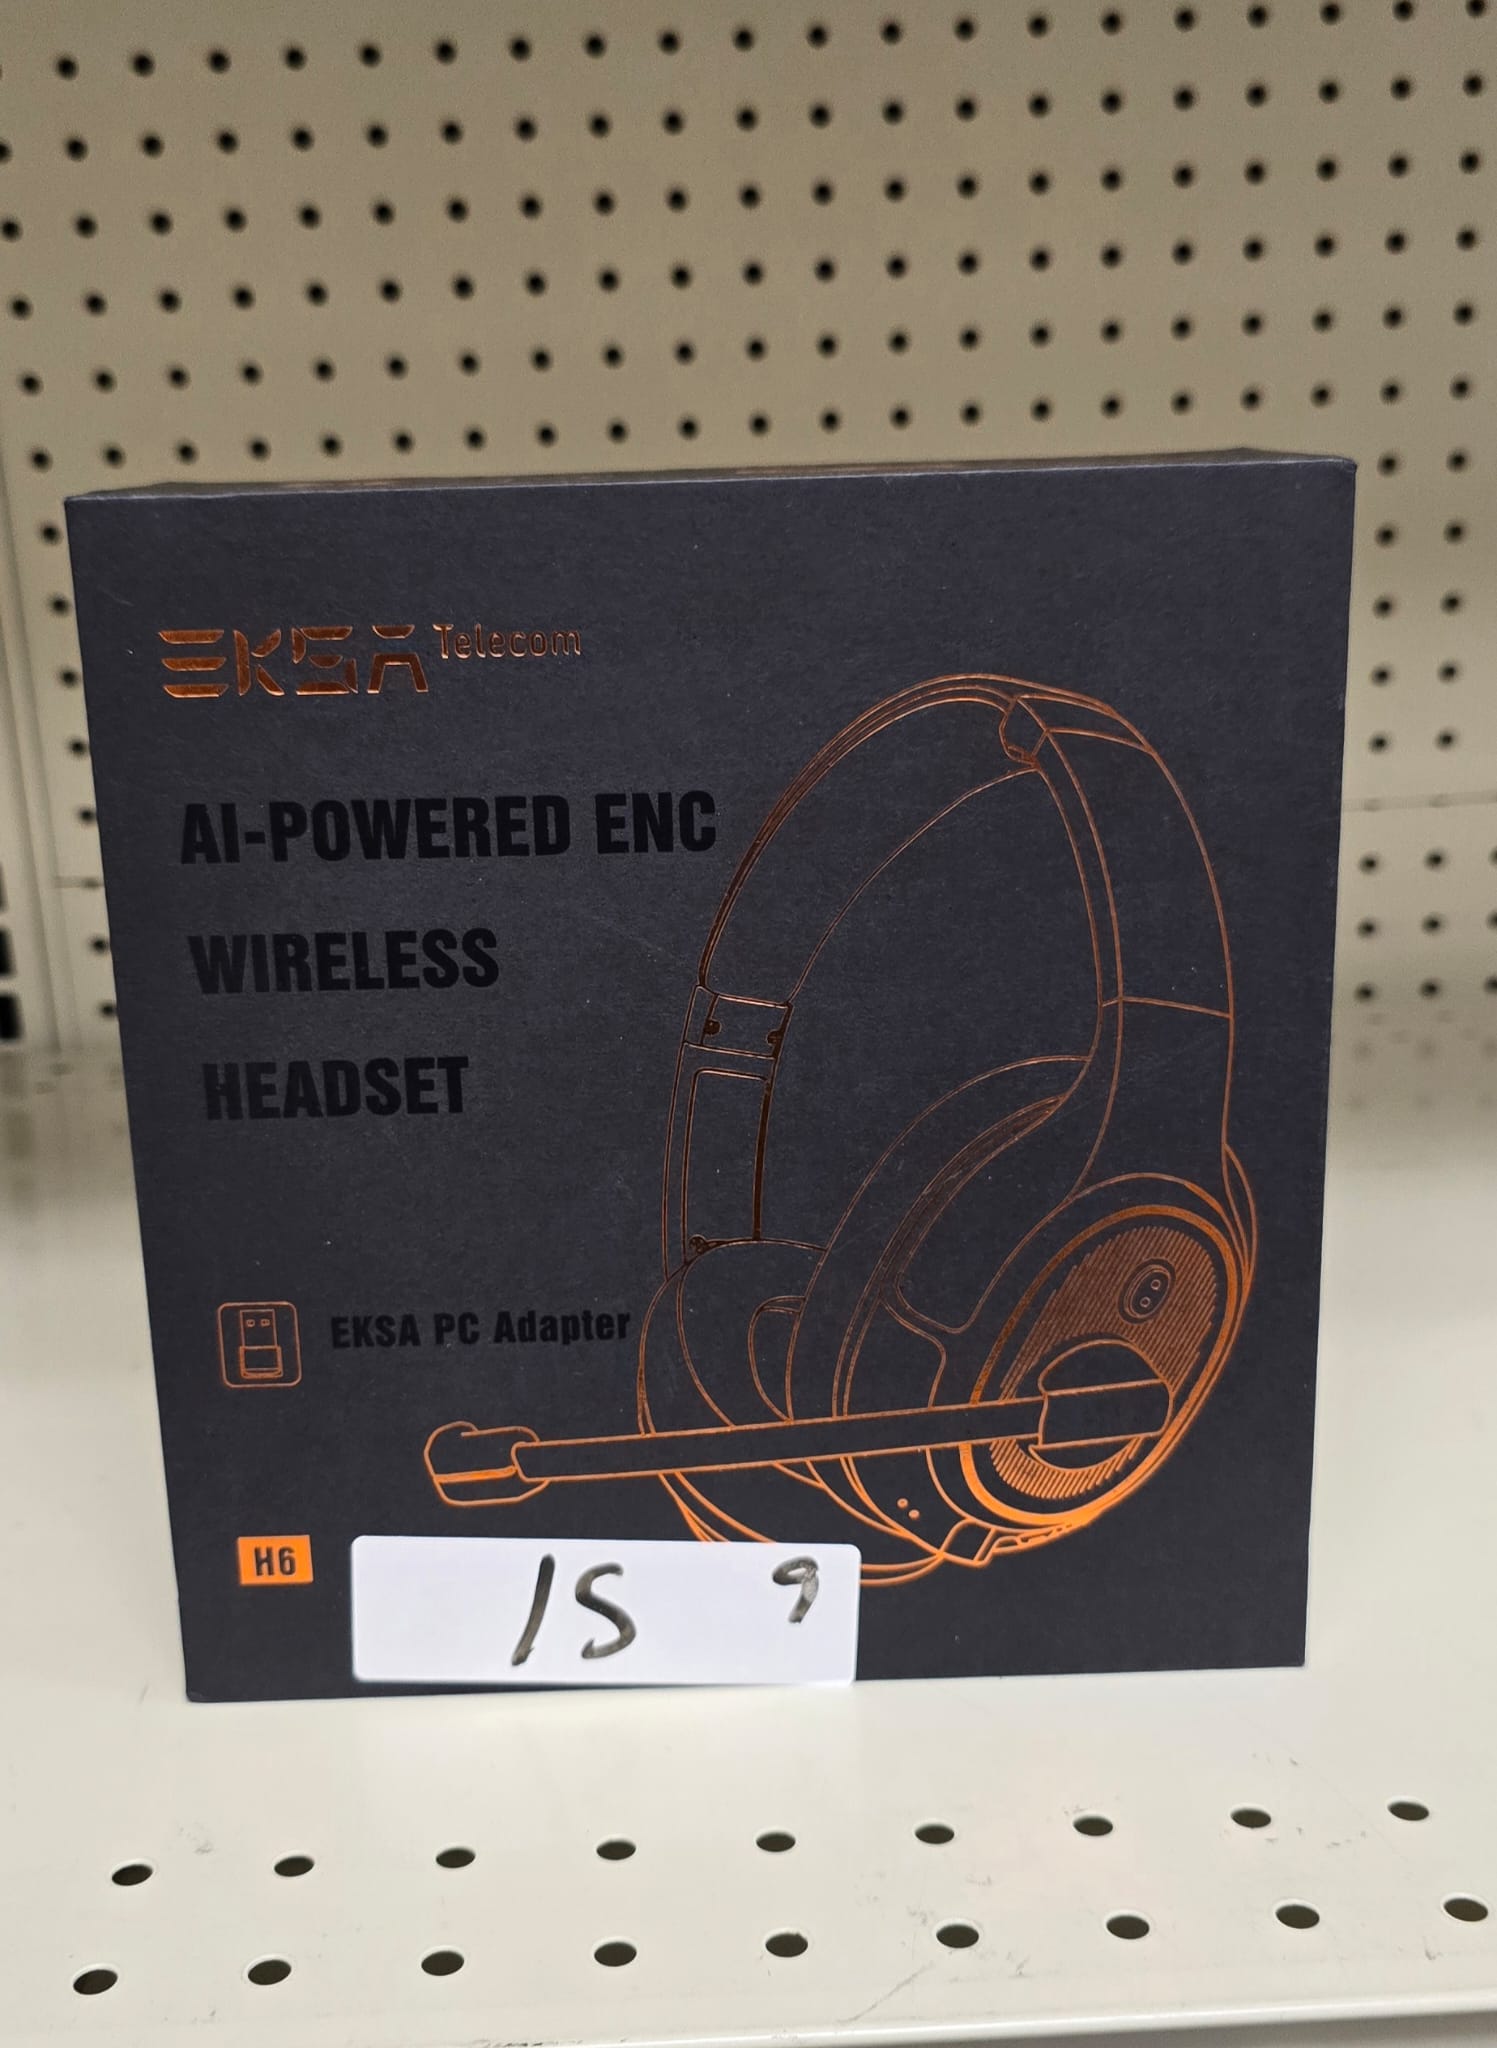 EKSA Telecom
AI-POWERED ENC
WIRELESS
HEADSET
EKSA PC Adapter
H6
15 9